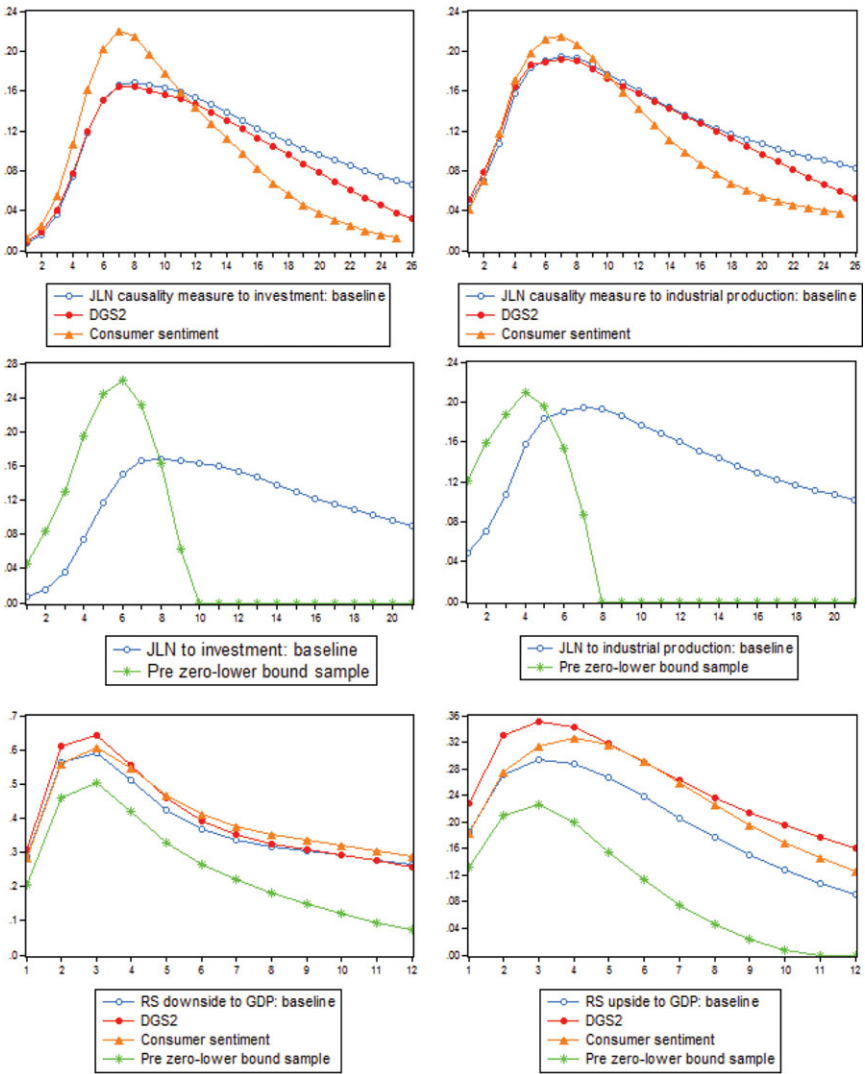 .24
.20
.16
.12
.08
.04
.00
2 4 6 8 10 12 14 16 18 20 22 24 26
JLN causality measure to investment: baseline
DGS2
Consumer sentiment
.24
.20
.16
.12
.08
.04
.00
2 4 6 8 10 12 14 16 18 20 22 24 26
JLN causality measure to industrial production: baseline
DGS2
Consumer sentiment
.28
.24
.20
.16
.12
.08
.04
.00
2 4 6 8 10 12 14 16 18 20
JLN to investment: baseline
Pre zero-lower bound sample
.24
.20
.16
.12
.08
.04
.00
2 4 6 8 10 12 14 16 18 20
JLN to industrial production: baseline
Pre zero-lower bound sample
.7
.6
.5
.4
.3
.2
.1
.0
1 2 3 4 5 6 7 8 9 10 11 12
RS downside to GDP: baseline
DGS2
Consumer sentiment
Pre zero-lower bound sample
.36
.32
.28
.24
.20
.16
.12
.08
.04
.00
1 2 3 4 5 6 7 8 9 10 11 12
RS upside to GDP: baseline
DGS2
Consumer sentiment
Pre zero-lower bound sample